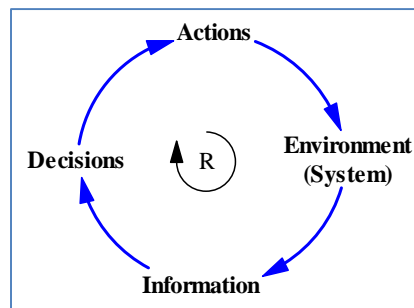 Actions
Environment
(System)
Decisions
R
Information